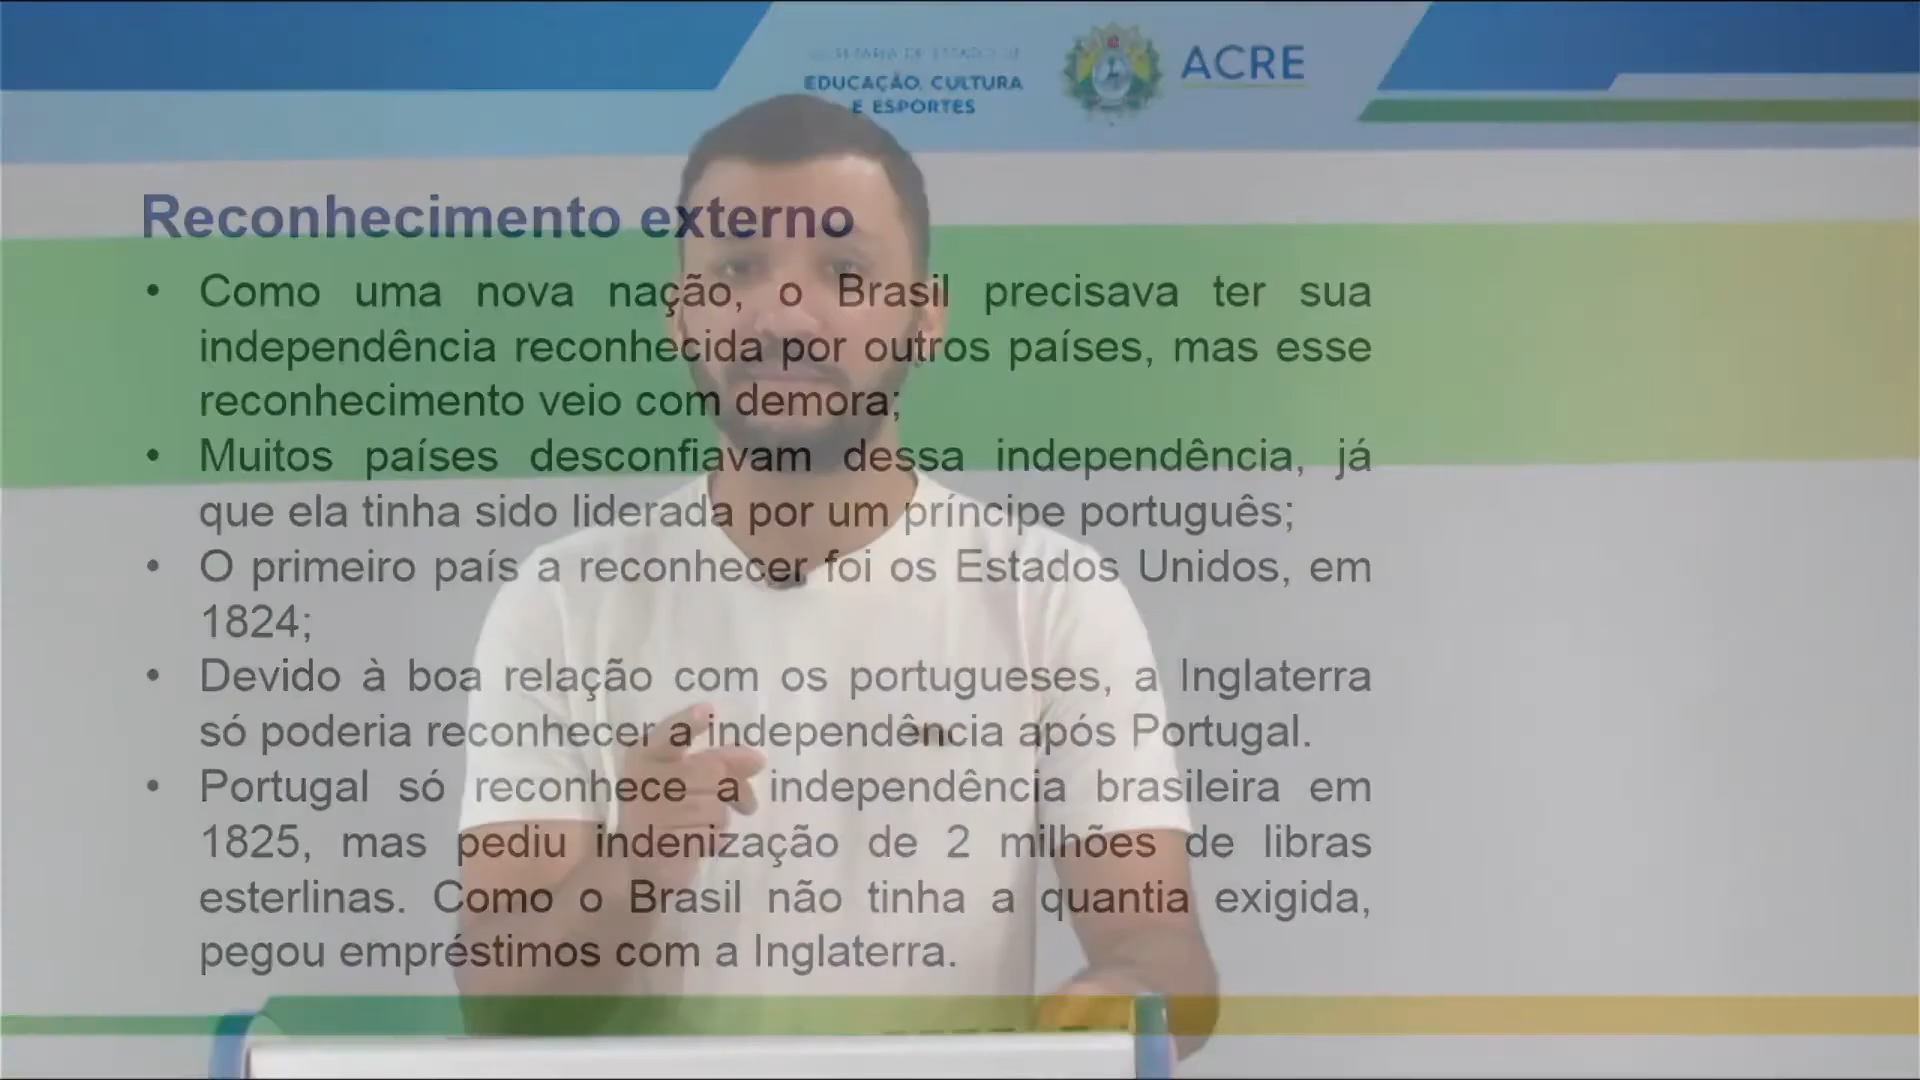 SECRETARIA DE ESTADO DE
EDUCAÇÃO, CULTURA
E ESPORTES
ACRE
Reconhecimento externo
• Como uma nova nação, o Brasil precisava ter sua
independência reconhecida por outros países, mas esse
reconhecimento veio com demora;
• Muitos países desconfiavam dessa independência, já
que ela tinha sido liderada por um príncipe português;
• O primeiro país a reconhecer foi os Estados Unidos, em
1824;
• Devido à boa relação com os portugueses, a Inglaterra
só poderia reconhecer a independência após Portugal.
• Portugal só reconhece a independência brasileira em
1825, mas pediu indenização de 2 milhões de libras
esterlinas. Como o Brasil não tinha a quantia exigida,
pegou empréstimos com a Inglaterra.